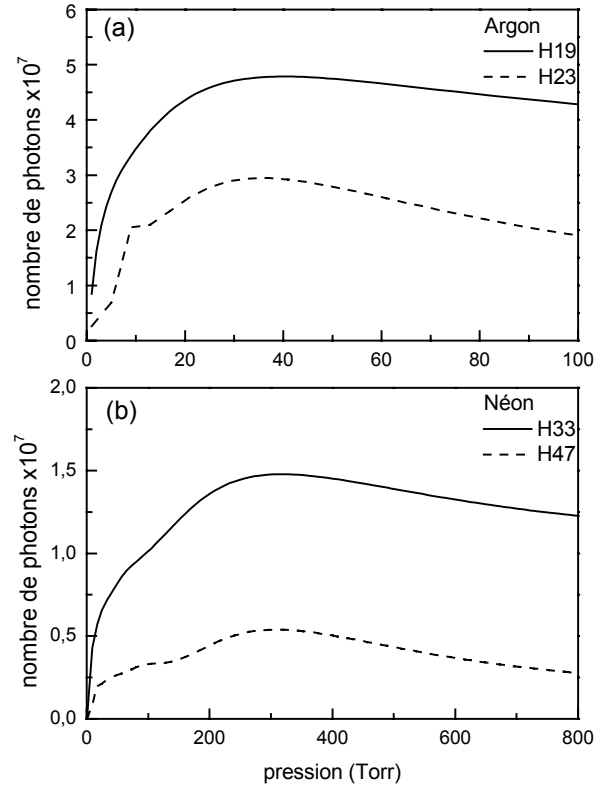 (a)
Argon
H19
H23
nombre de photons x10^7
6
5
4
3
2
1
0
0 20 40 60 80 100
(b)
Néon
H33
H47
nombre de photons x10^7
2,0
1,5
1,0
0,5
0,0
0 200 400 600 800
pression (Torr)